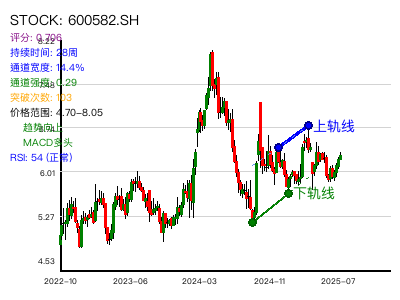 STOCK: 600582.SH
评分: 0.706
8.22
持续时间: 28周
通道宽度: 14.4%
通道强度: 0.29
突破次数: 103
价格范围: 4.70-8.05
上轨线
MACD多头
RSI: 54 (正常)
6.01
下轨线
5.27
4.53
2022-10 2023-06 2024-03 2024-11 2025-07